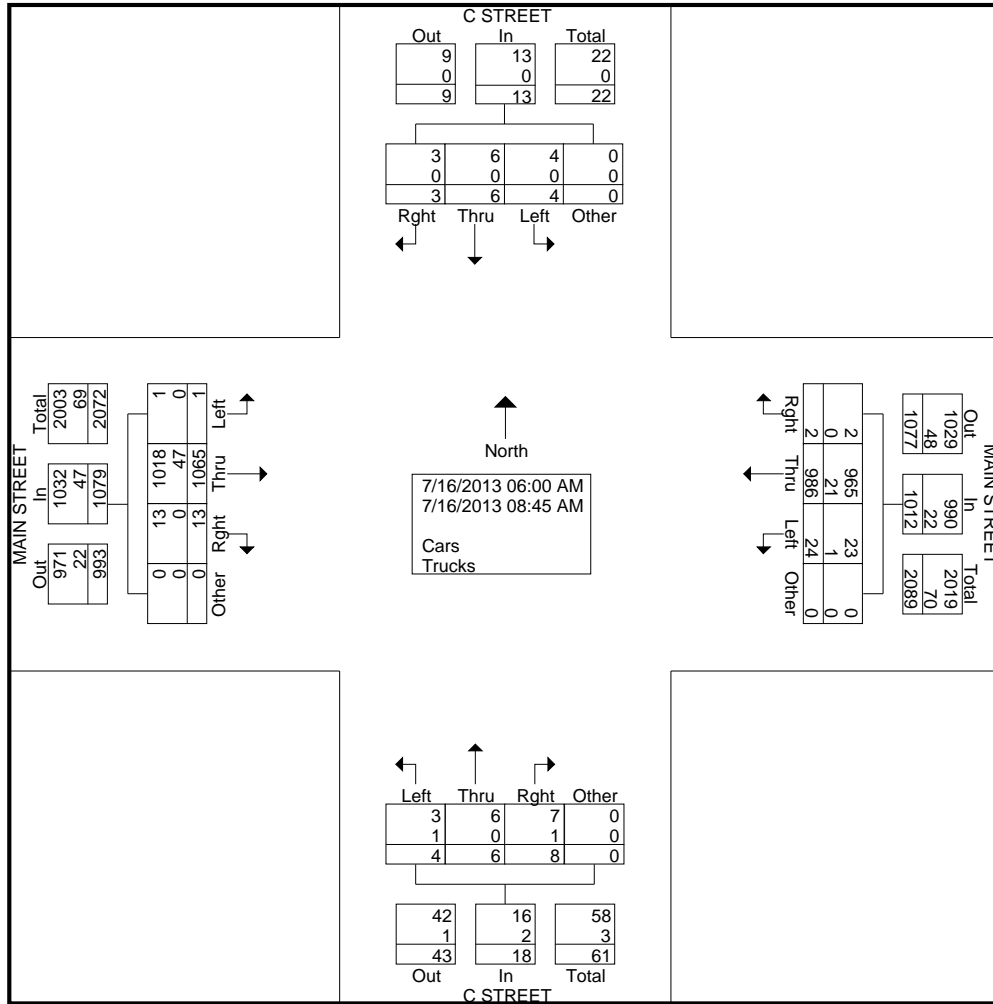 C STREET
Out In Total
9 13 22
0 0 0
9 13 22
3 6 4 0
0 0 0 0
3 6 4 0
Rght Thru Left Other
MAIN STREET
Total In Out
2003 1032 971
69 47 22
2072 1079 993
1 1018 13 0
0 47 0 0
1 1065 13 0
Left Thru Rght Other
North
7/16/2013 06:00 AM
7/16/2013 08:45 AM
Cars
Trucks
Rght Thru Left Other
2 965 23 0
0 21 1 0
2 986 24 0
Out In Total
1029 990 2019
48 22 70
1077 1012 2089
MAIN STREET
Left Thru Rght Other
3 6 7 0
1 0 1 0
4 6 8 0
42 16 58
1 2 3
43 18 61
Out In Total
C STREET